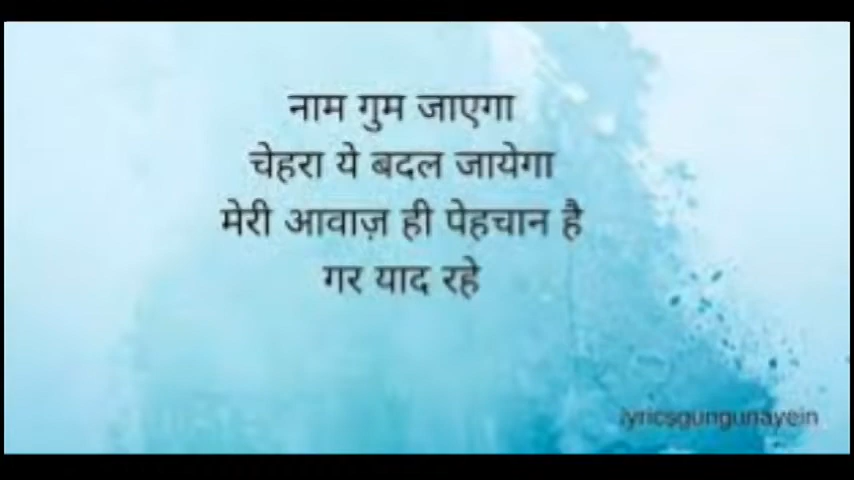 नाम गुम जाएगा
चेहरा ये बदल जायेगा
मेरी आवाज़ ही पेहचान है
गर याद रहे
lyricsgungunayein